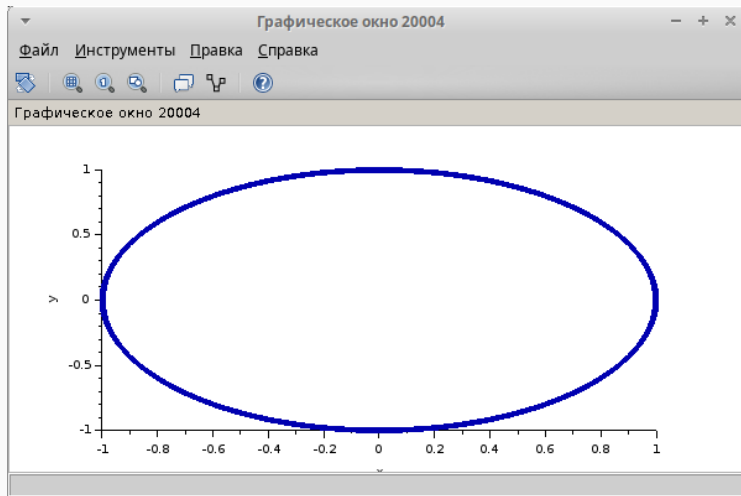 Графическое окно 20004
Файл Инструменты Правка Справка
Графическое окно 20004
1
0.5
y
0
-0.5
-1
-1 -0.8 -0.6 -0.4 -0.2 0 0.2 0.4 0.6 0.8 1